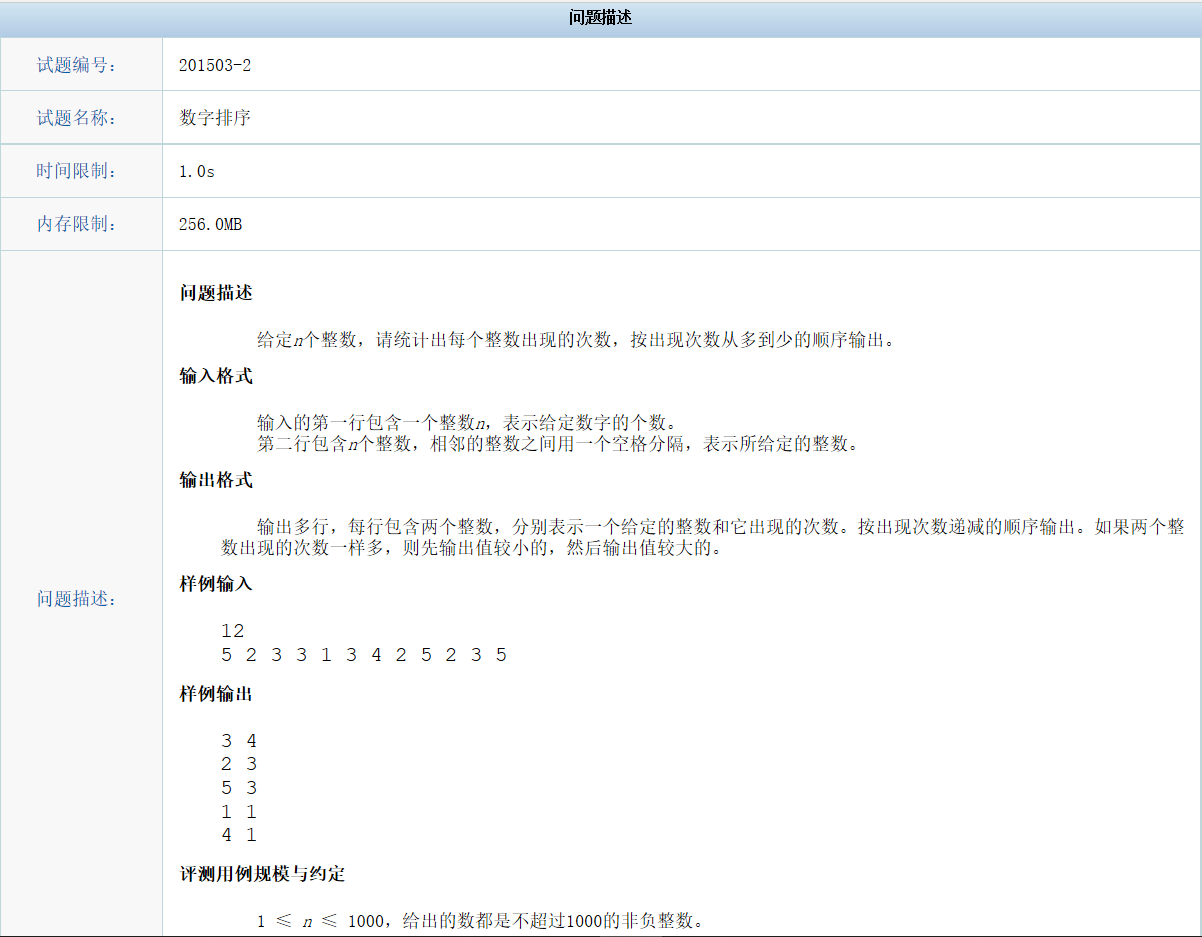 问题描述
试题编号： 201503-2
试题名称： 数字排序
时间限制： 1.0s
内存限制： 256.0MB
问题描述：
问题描述
给定n个整数，请统计出每个整数出现的次数，按出现次数从多到少的顺序输出。
输入格式
输入的第一行包含一个整数n，表示给定数字的个数。
第二行包含n个整数，相邻的整数之间用一个空格分隔，表示所给定的整数。
输出格式
输出多行，每行包含两个整数，分别表示一个给定的整数和它出现的次数。按出现次数递减的顺序输出。如果两个整
数出现的次数一样多，则先输出值较小的，然后输出值较大的。
样例输入
12
5 2 3 3 1 3 4 2 5 2 3 5
样例输出
3 4
2 3
5 3
1 1
4 1
评测用例规模与约定
1 ≤ n ≤ 1000，给出的数都是不超过1000的非负整数。